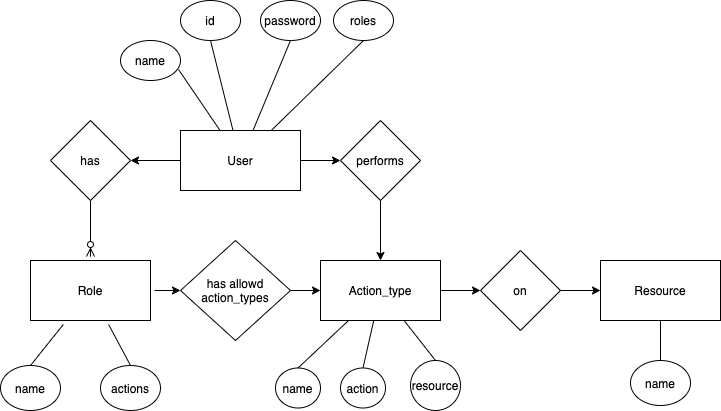 id
password
roles
name
has
User
performs
Role
has allowd
action_types
Action_type
on
Resource
name
actions
name
action
resource
name